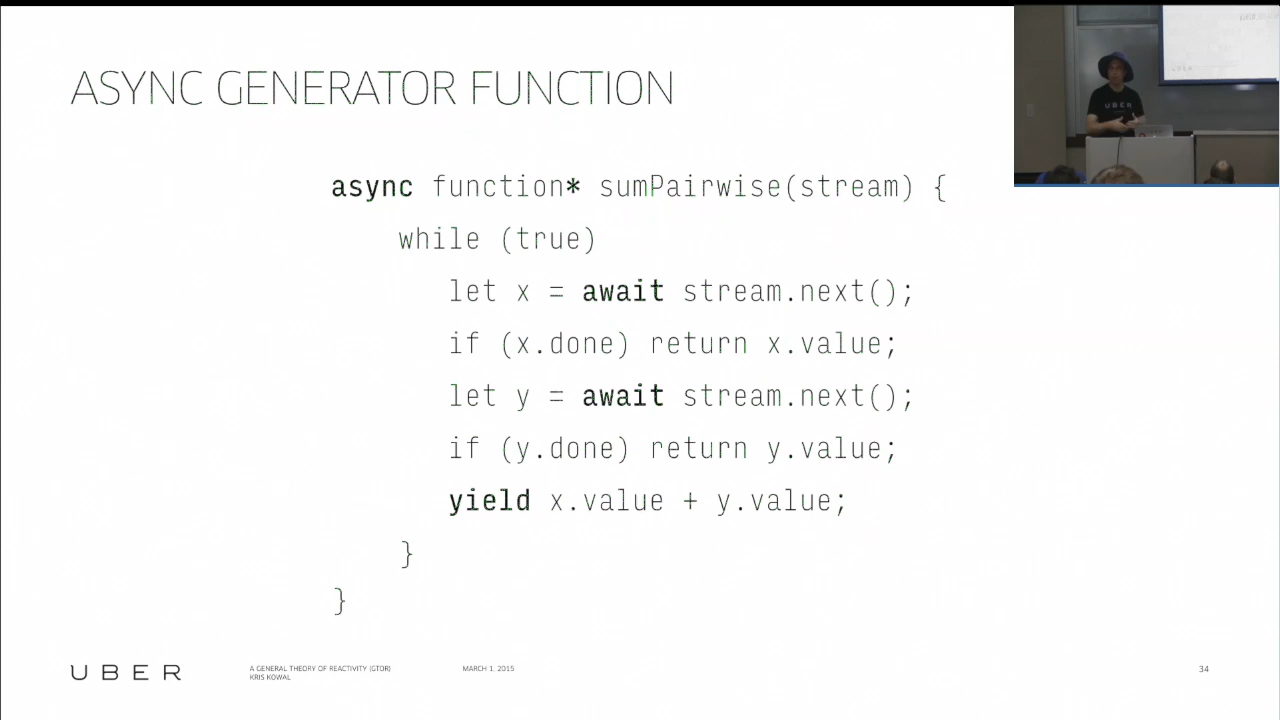 ASYNC GENERATOR FUNCTION
async function* sumPairwise(stream) {
while (true)
let x = await stream.next();
if (x.done) return x.value;
let y = await stream.next();
if (y.done) return y.value;
yield x.value + y.value;
}
}
UBER
A GENERAL THEORY OF REACTIVITY (GTOR)
KRIS KOWAL
MARCH 1, 2015
34
UBER